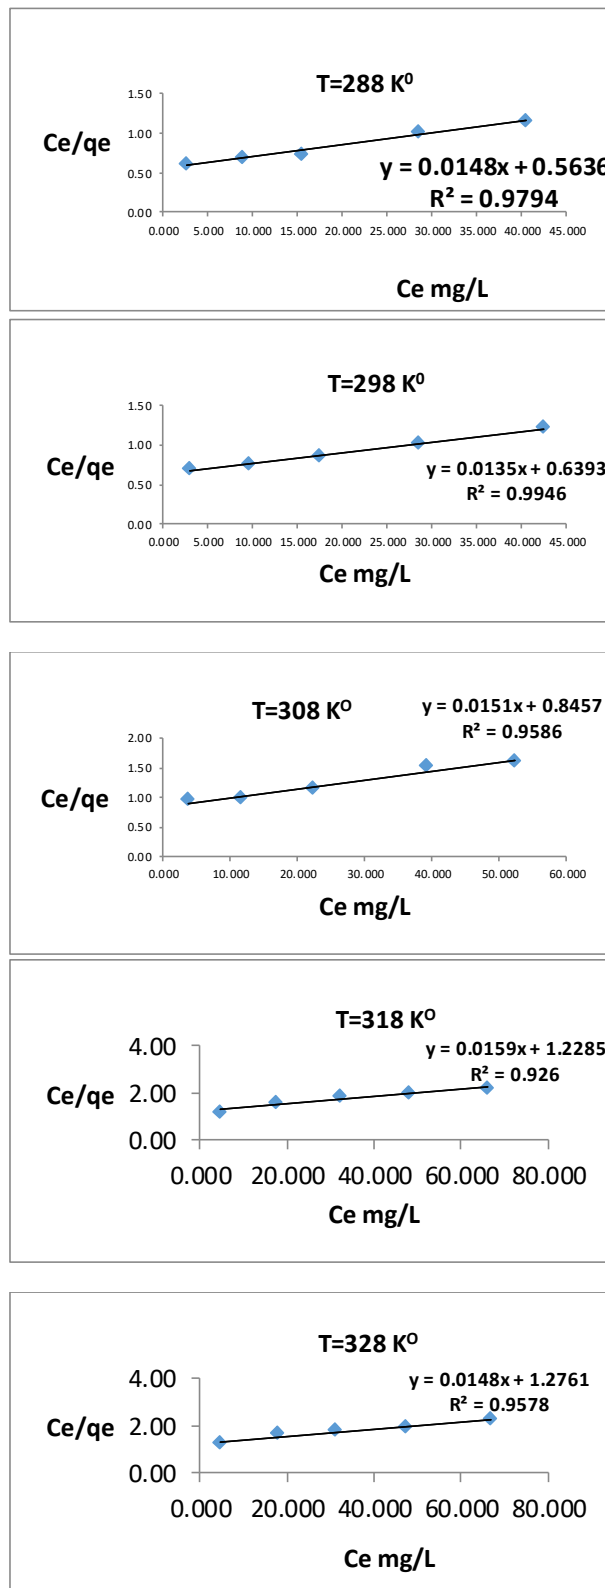 T=288 K⁰
1.50
Ce/qe
1.00
0.50
y = 0.0148x + 0.5636
R² = 0.9794
0.00
0.000 5.000 10.000 15.000 20.000 25.000 30.000 35.000 40.000 45.000
Ce mg/L
T=298 K⁰
1.50
1.00
Ce/qe
y = 0.0135x + 0.6393
0.50
R² = 0.9946
0.00
0.000 5.000 10.000 15.000 20.000 25.000 30.000 35.000 40.000 45.000
Ce mg/L
y = 0.0151x + 0.8457
T=308 Kᴼ
R² = 0.9586
2.00
1.50
Ce/qe
1.00
0.50
0.00
0.000 10.000 20.000 30.000 40.000 50.000 60.000
Ce mg/L
T=318 Kᴼ
4.00
y = 0.0159x + 1.2285
R² = 0.926
Ce/qe
2.00
0.00
0.000 20.000 40.000 60.000 80.000
Ce mg/L
T=328 Kᴼ
4.00
y = 0.0148x + 1.2761
R² = 0.9578
Ce/qe
2.00
0.00
0.000 20.000 40.000 60.000 80.000
Ce mg/L